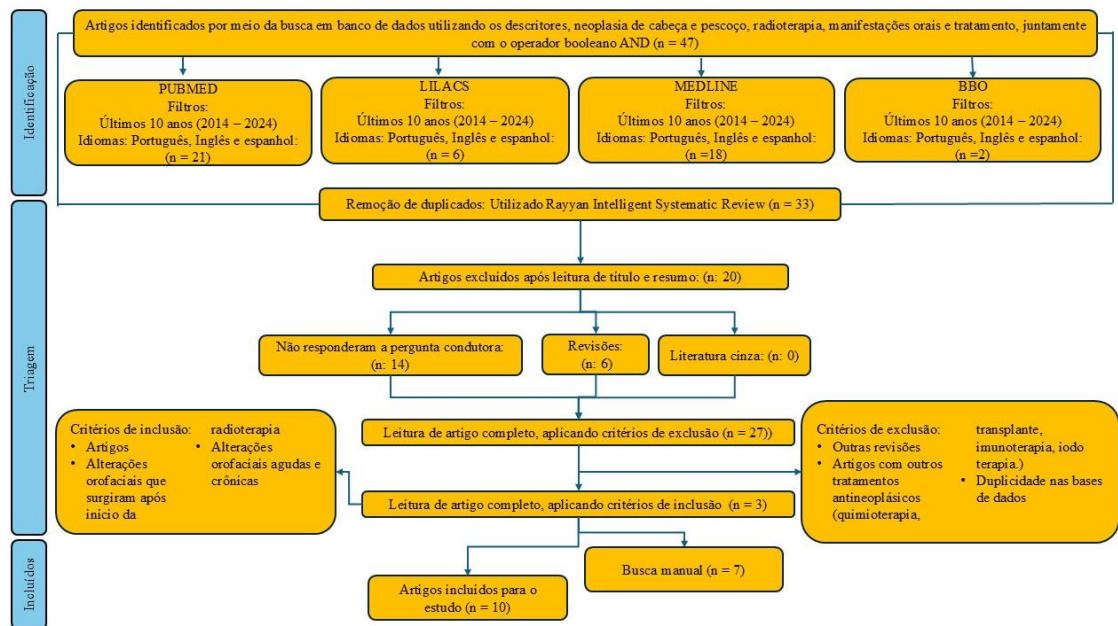 Artigos identificados por meio da busca em banco de dados utilizando os descritores, neoplasia de cabeça e pescoço, radioterapia, manifestações orais e tratamento, juntamente
com o operador booleano AND (n = 47)
Identificação
PUBMED
Filtros:
Últimos 10 anos (2014 – 2024)
Idiomas: Português, Inglês e espanhol:
(n = 21)
LILACS
Filtros:
Últimos 10 anos (2014 – 2024)
Idiomas: Português, Inglês e espanhol:
(n = 6)
MEDLINE
Filtros:
Últimos 10 anos (2014 – 2024)
Idiomas: Português, Inglês e espanhol:
(n =18)
BBO
Filtros:
Últimos 10 anos (2014 – 2024)
Idiomas: Português, Inglês e espanhol:
(n =2)
Remoção de duplicados: Utilizado Rayyan Intelligent Systematic Review (n = 33)
Triagem
Artigos excluídos após leitura de título e resumo: (n: 20)
Não responderam a pergunta condutora:
(n: 14)
Revisões:
(n: 6)
Literatura cinza: (n: 0)
Leitura de artigo completo, aplicando critérios de exclusão (n = 27))
Critérios de inclusão:
• Artigos
• Alterações
orofaciais que
surgiram após
inicio da
radioterapia
• Alterações
orofaciais agudas e
crônicas
Critérios de exclusão:
• Outras revisões
• Artigos com outros
tratamentos
antineoplásicos
(quimioterapia,
transplante,
imunoterapia, iodo
terapia.)
• Duplicidade nas bases
de dados
Leitura de artigo completo, aplicando critérios de inclusão (n = 3)
Incluídos
Busca manual (n = 7)
Artigos incluídos para o
estudo (n = 10)